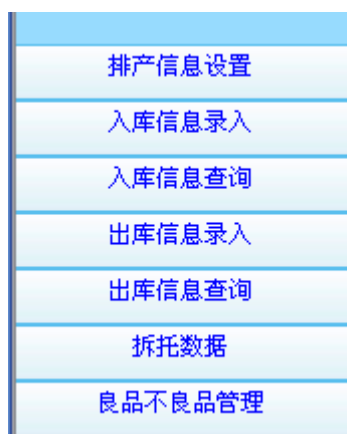 排产信息设置
入库信息录入
入库信息查询
出库信息录入
出库信息查询
拆托数据
良品不良品管理